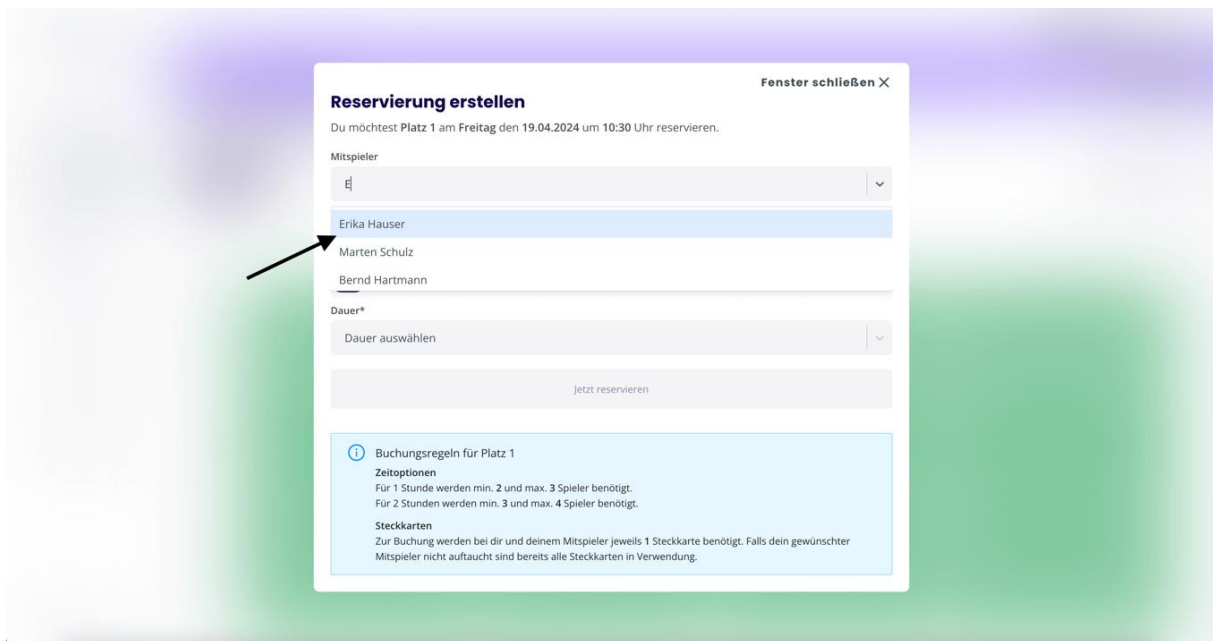 Fenster schließen
Reservierung erstellen
Du möchtest Platz 1 am Freitag den 19.04.2024 um 10:30 Uhr reservieren.
Mitspieler
E
Erika Hauser
Marten Schulz
Bernd Hartmann
Dauer*
Dauer auswählen
Jetzt reservieren
Buchungsregeln für Platz 1
Zeitoptionen
Für 1 Stunde werden min. 2 und max. 3 Spieler benötigt.
Für 2 Stunden werden min. 3 und max. 4 Spieler benötigt.
Steckkarten
Zur Buchung werden bei dir und deinem Mitspieler jeweils 1 Steckkarte benötigt. Falls dein gewünschter
Mitspieler nicht auftaucht sind bereits alle Steckkarten in Verwendung.